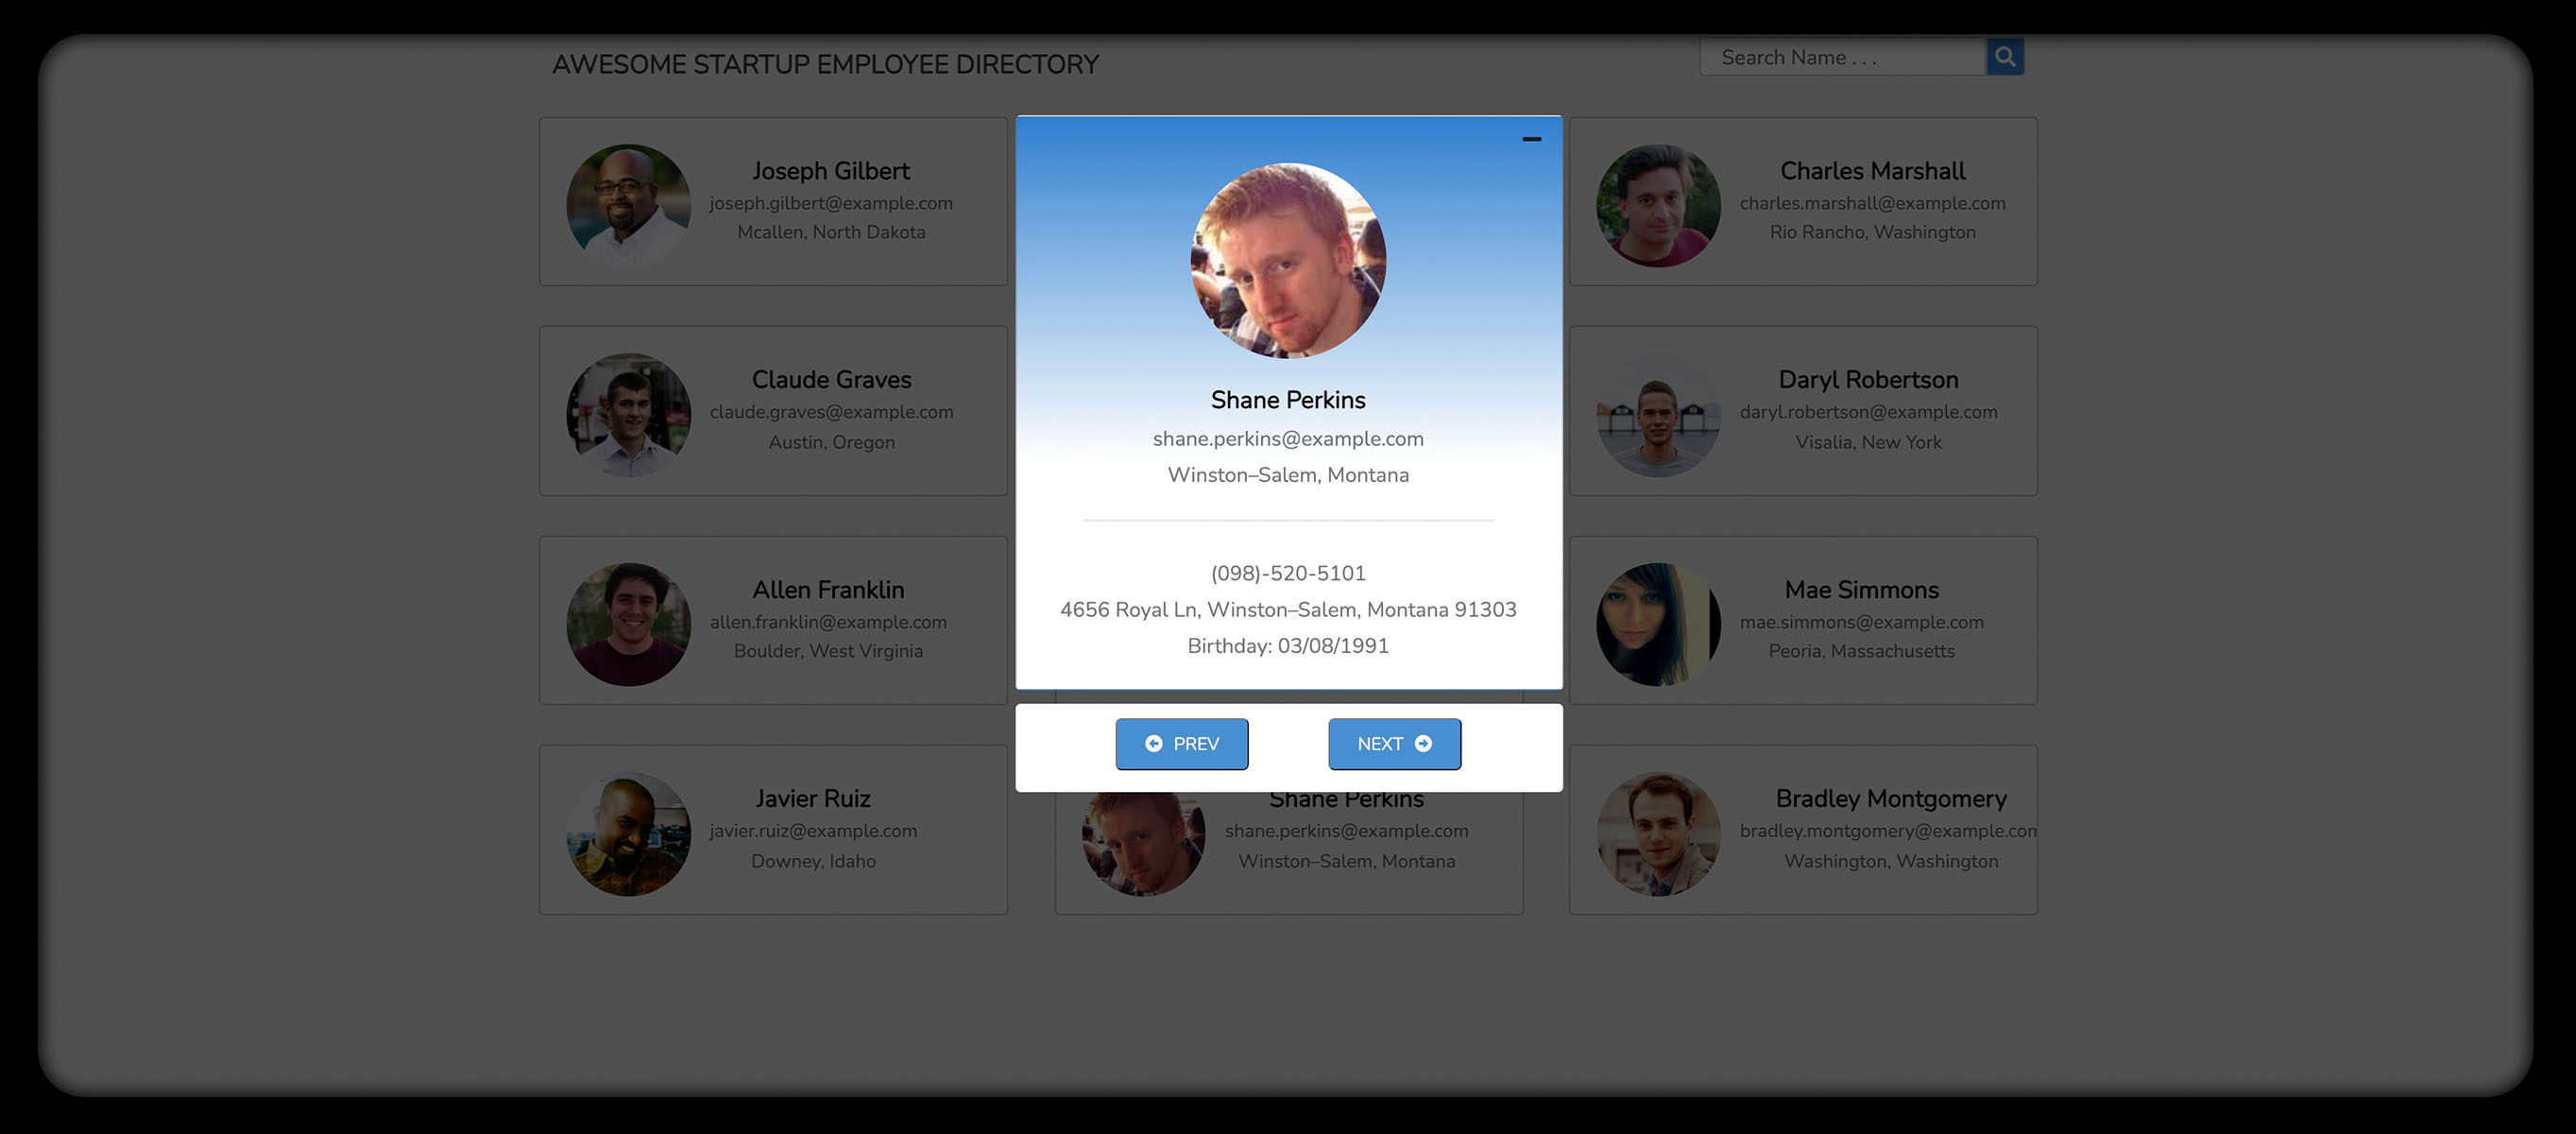 AWESOME STARTUP EMPLOYEE DIRECTORY
Search Name . . .
Joseph Gilbert
joseph.gilbert@example.com
Mcallen, North Dakota
Charles Marshall
charles.marshall@example.com
Rio Rancho, Washington
Claude Graves
claude.graves@example.com
Austin, Oregon
Shane Perkins
shane.perkins@example.com
Winston–Salem, Montana
(098)-520-5101
4656 Royal Ln, Winston–Salem, Montana 91303
Birthday: 03/08/1991
PREV
NEXT
Daryl Robertson
daryl.robertson@example.com
Visalia, New York
Allen Franklin
allen.franklin@example.com
Boulder, West Virginia
Mae Simmons
mae.simmons@example.com
Peoria, Massachusetts
Javier Ruiz
javier.ruiz@example.com
Downey, Idaho
Shane Perkins
shane.perkins@example.com
Winston–Salem, Montana
Bradley Montgomery
bradley.montgomery@example.com
Washington, Washington